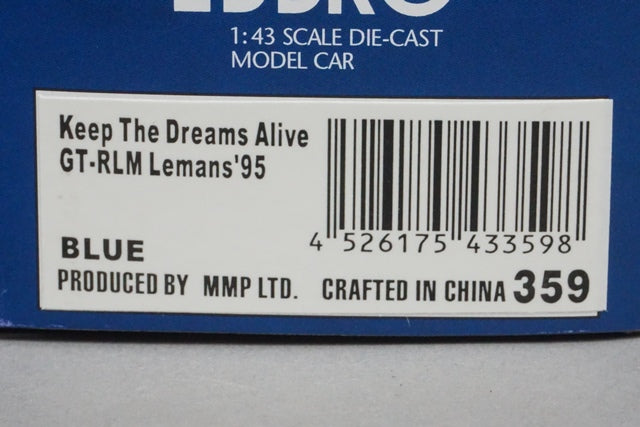 EBBRO
1:43 SCALE DIE-CAST
MODEL CAR
Keep The Dreams Alive
GT-RLM Lemans'95
BLUE
4 526175 433598
PRODUCED BY MMP LTD. CRAFTED IN CHINA 359